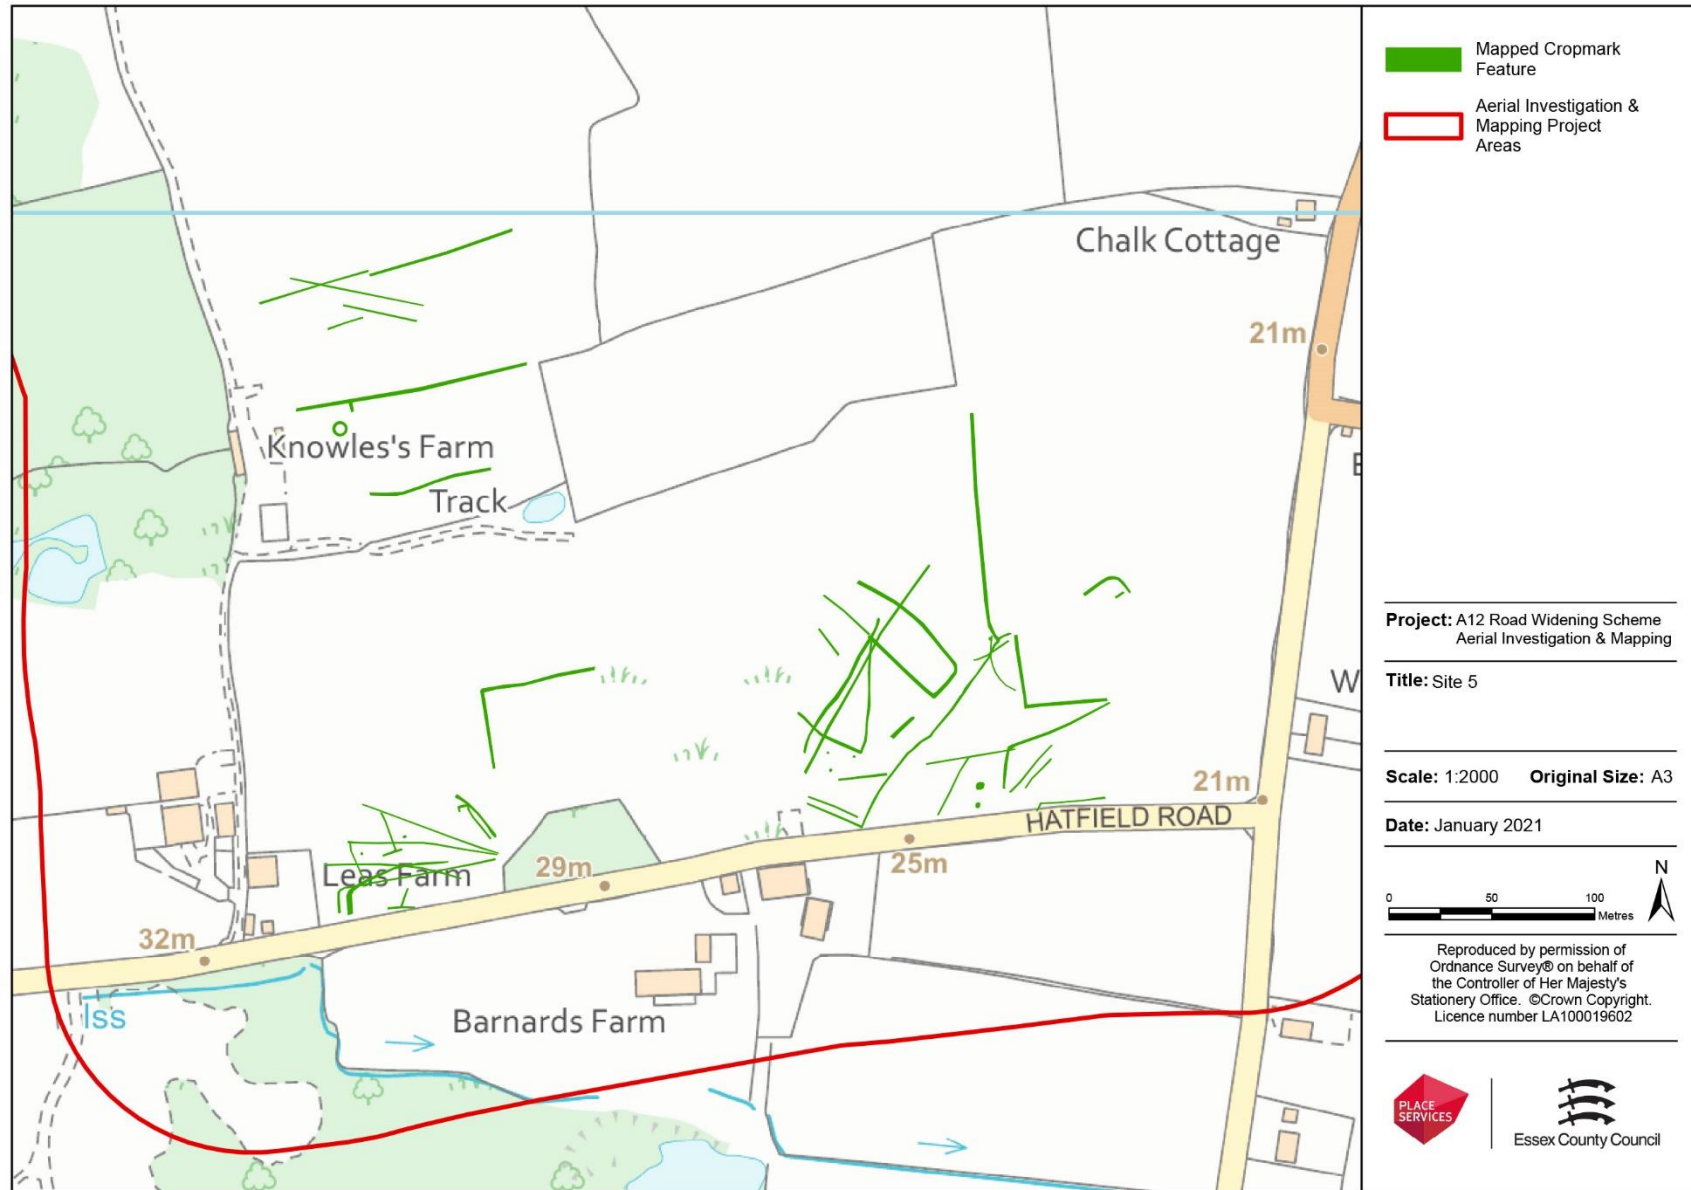 Chalk Cottage
21m
Knowles's Farm
Track
E
W
21m
HATFIELD ROAD
25m
29m
Leas Farm
32m
Iss
Barnards Farm
Mapped Cropmark
Feature
Aerial Investigation &
Mapping Project
Areas
Project: A12 Road Widening Scheme
Aerial Investigation & Mapping
Title: Site 5
Scale: 1:2000 Original Size: A3
Date: January 2021
N
0 50 100
Metres
Reproduced by permission of
Ordnance Survey® on behalf of
the Controller of Her Majesty's
Stationery Office. ©Crown Copyright.
Licence number LA100019602
PLACE
SERVICES
Essex County Council